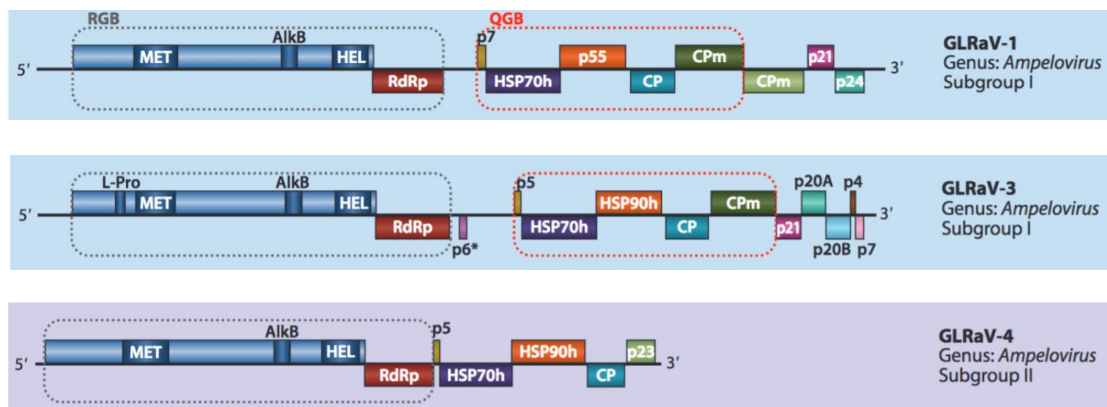 RGB
QGB
AlkB
p7
MET
HEL
p55
CPm
p21
5′
3′
RdRp
HSP70h
CP
CPm
p24
GLRaV-1
Genus: Ampelovirus
Subgroup I
L-Pro
AlkB
p5
p20A
p4
MET
HEL
HSP90h
CPm
5′
3′
RdRp
p6*
HSP70h
CP
p21
p20B
p7
GLRaV-3
Genus: Ampelovirus
Subgroup I
AlkB
p5
MET
HEL
HSP90h
p23
5′
3′
RdRp
HSP70h
CP
GLRaV-4
Genus: Ampelovirus
Subgroup II